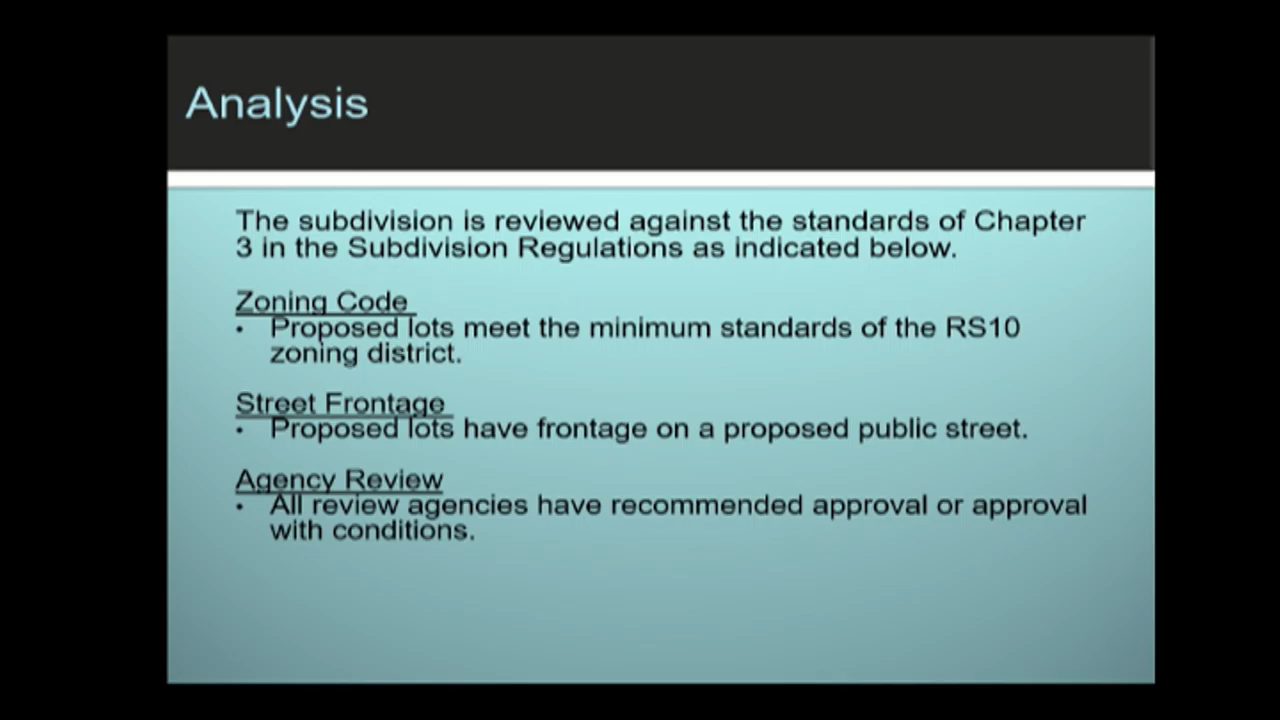 Analysis
The subdivision is reviewed against the standards of Chapter
3 in the Subdivision Regulations as indicated below.
Zoning Code
• Proposed lots meet the minimum standards of the RS10
zoning district.
Street Frontage
• Proposed lots have frontage on a proposed public street.
Agency Review
• All review agencies have recommended approval or approval
with conditions.